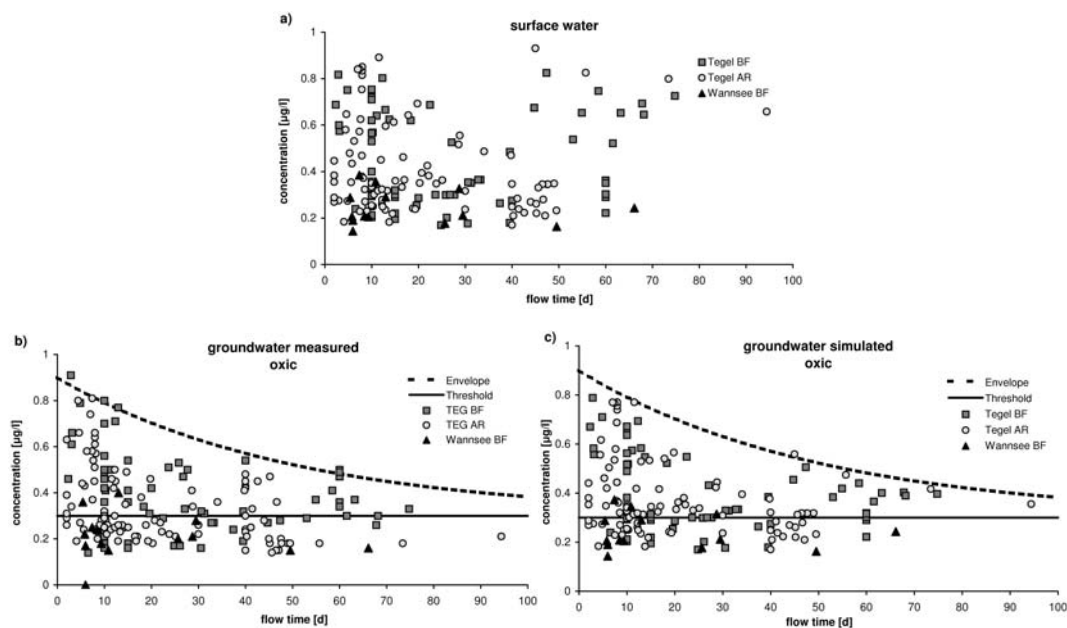 a)
surface water
Tegel BF
Tegel AR
Wannsee BF
concentration [µg/l]
1
0.8
0.6
0.4
0.2
0
0 10 20 30 40 50 60 70 80 90 100
flow time [d]
b)
groundwater measured
oxic
Envelope
Threshold
TEG BF
TEG AR
Wannsee BF
concentration [µg/l]
1
0.8
0.6
0.4
0.2
0
0 10 20 30 40 50 60 70 80 90 100
flow time [d]
c)
groundwater simulated
oxic
Envelope
Threshold
Tegel BF
Tegel AR
Wannsee BF
concentration [µg/l]
1
0.8
0.6
0.4
0.2
0
0 10 20 30 40 50 60 70 80 90 100
flow time [d]